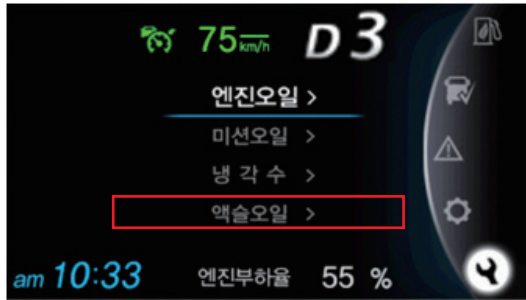 75 km/h D 3
엔진오일 >
미션오일 >
냉 각 수 >
액슬오일 >
am 10:33 엔진부하율 55 %